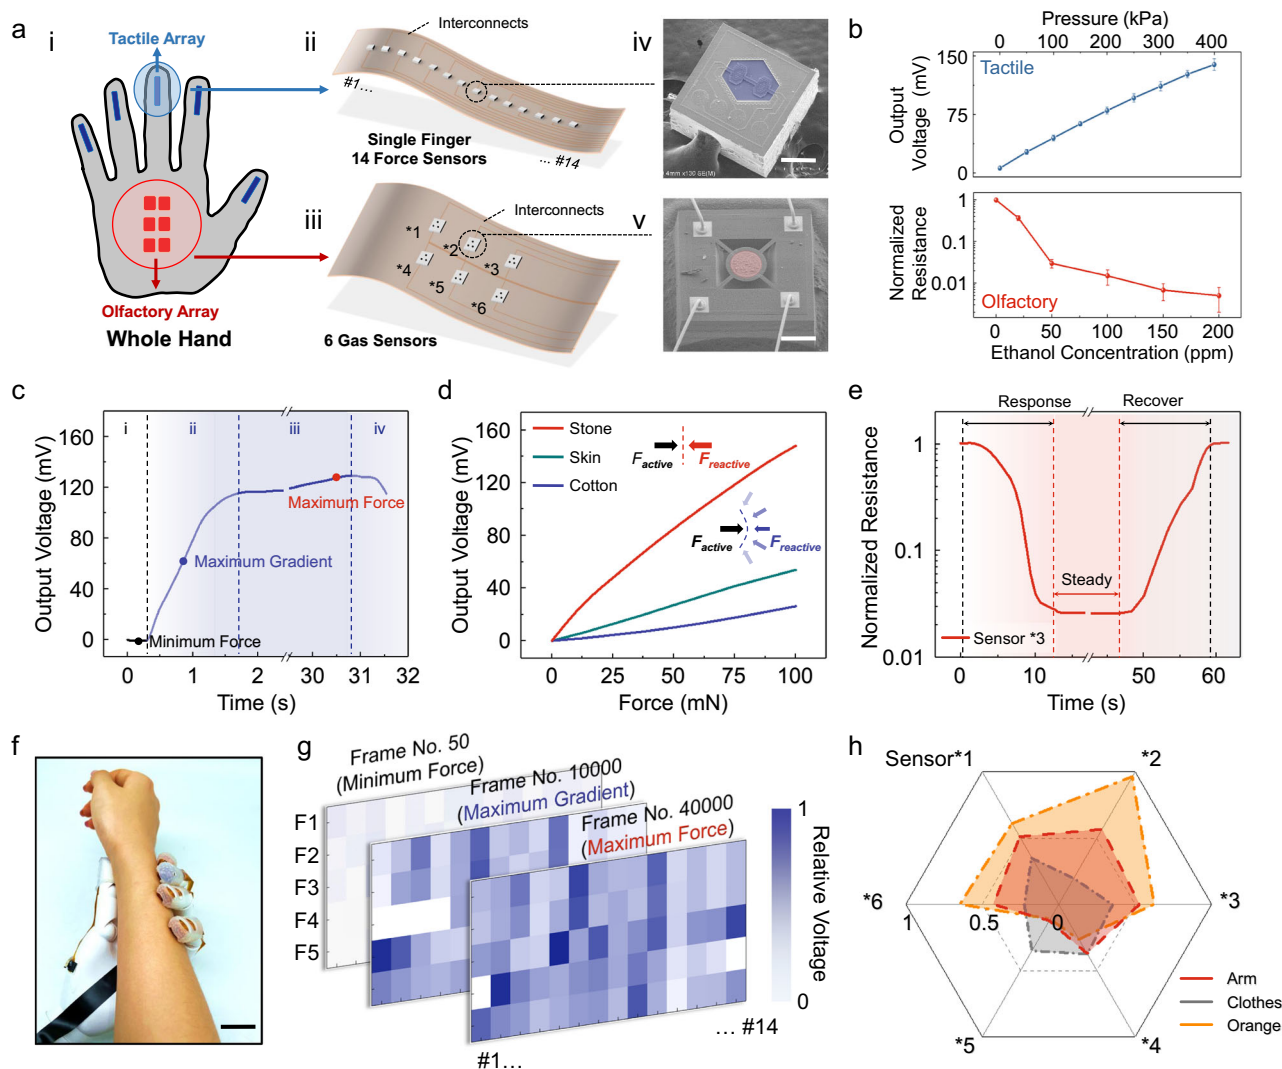 a
i
Tactile Array
Olfactory Array
Whole Hand
ii
Interconnects
#1...
Single Finger
14 Force Sensors
... #14
iii
Interconnects
*1
*2
*3
*4
*5
*6
6 Gas Sensors
iv
4mm x130 SE(M)
v
b
Pressure (kPa)
0 100 200 300 400
150
75
0
Output
Voltage (mV)
Tactile
1
0.1
0.01
Normalized
Resistance
Olfactory
0 50 100 150 200
Ethanol Concentration (ppm)
c
i ii iii iv
160
120
80
40
0
Output Voltage (mV)
Maximum Force
Maximum Gradient
Minimum Force
0 1 2 30 31 32
Time (s)
d
160
120
80
40
0
Output Voltage (mV)
Stone
Skin
Cotton
Factive Freactive
Factive Freactive
0 25 50 75 100
Force (mN)
e
Response Recover
1
0.1
0.01
Normalized Resistance
Steady
Sensor *3
0 10 50 60
Time (s)
f
g
Frame No. 50
(Minimum Force)
Frame No. 10000
(Maximum Gradient)
Frame No. 40000
(Maximum Force)
F1
F2
F3
F4
F5
#1...
... #14
1
0
Relative Voltage
h
Sensor*1
*2
*3
*4
*5
*6
1 0.5 0
Arm
Clothes
Orange